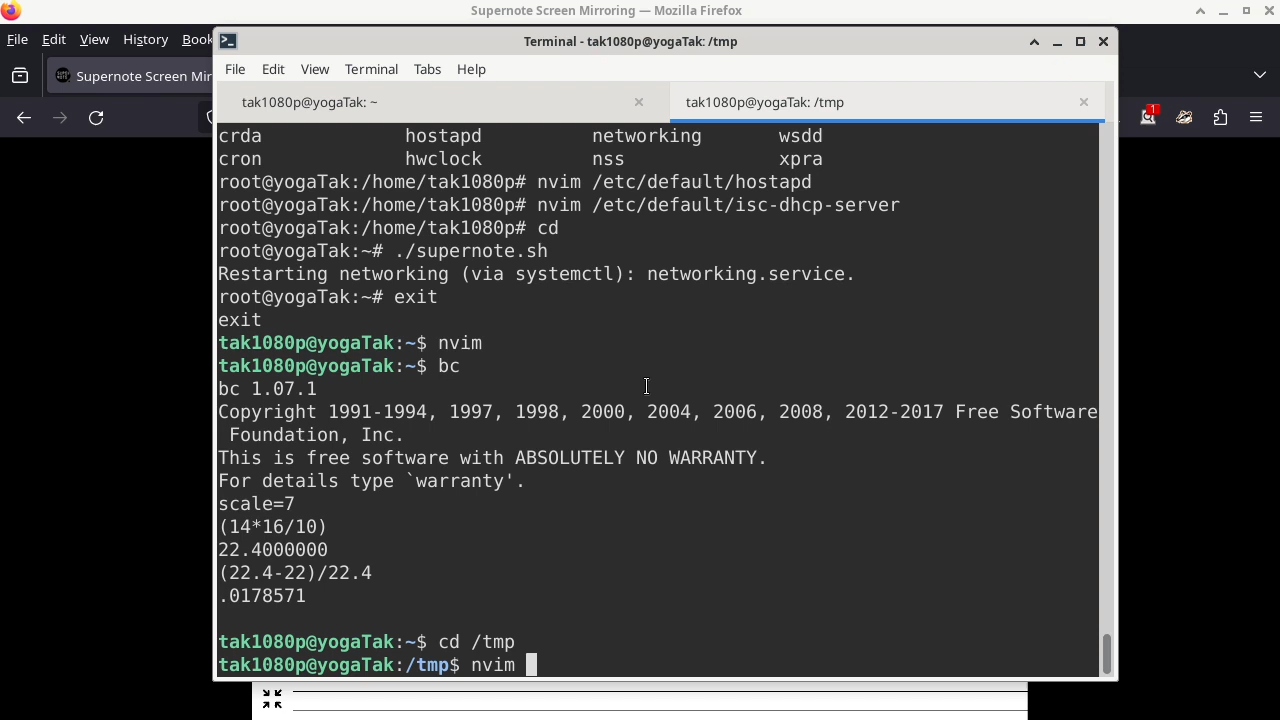 Supernote Screen Mirroring — Mozilla Firefox
File Edit View History Book
Supernote Screen Mir
1
Terminal - tak1080p@yogaTak: /tmp
File Edit View Terminal Tabs Help
tak1080p@yogaTak: ~
tak1080p@yogaTak: /tmp
crda hostapd networking wsdd
cron hwclock nss xpra
root@yogaTak:/home/tak1080p# nvim /etc/default/hostapd
root@yogaTak:/home/tak1080p# nvim /etc/default/isc-dhcp-server
root@yogaTak:/home/tak1080p# cd
root@yogaTak:~# ./supernote.sh
Restarting networking (via systemctl): networking.service.
root@yogaTak:~# exit
exit
tak1080p@yogaTak:~$ nvim
tak1080p@yogaTak:~$ bc
bc 1.07.1
Copyright 1991-1994, 1997, 1998, 2000, 2004, 2006, 2008, 2012-2017 Free Software
Foundation, Inc.
This is free software with ABSOLUTELY NO WARRANTY.
For details type `warranty'.
scale=7
(14*16/10)
22.4000000
(22.4-22)/22.4
.0178571
tak1080p@yogaTak:~$ cd /tmp
tak1080p@yogaTak:/tmp$ nvim